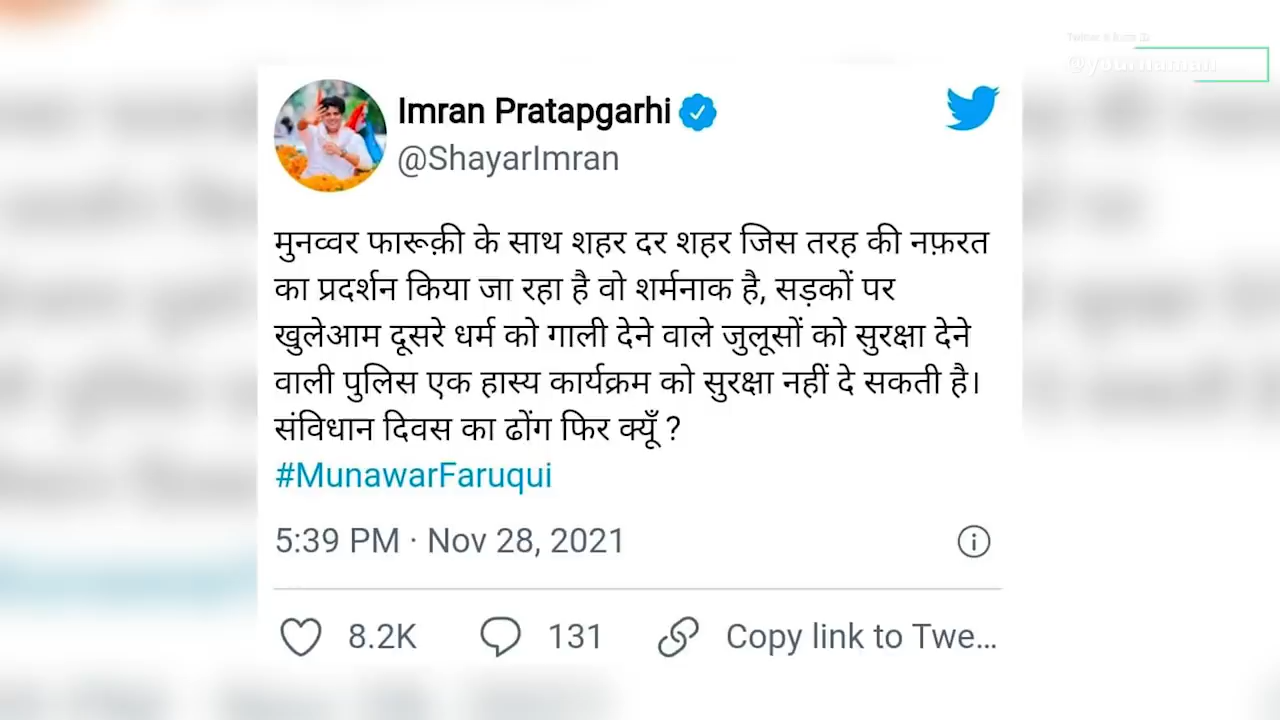 Imran Pratapgarhi
@ShayarImran
मुनव्वर फारूक़ी के साथ शहर दर शहर जिस तरह की नफ़रत
का प्रदर्शन किया जा रहा है वो शर्मनाक है, सड़कों पर
खुलेआम दूसरे धर्म को गाली देने वाले जुलूसों को सुरक्षा देने
वाली पुलिस एक हास्य कार्यक्रम को सुरक्षा नहीं दे सकती है।
संविधान दिवस का ढोंग फिर क्यूँ ?
#MunawarFaruqui
5:39 PM · Nov 28, 2021
8.2K
131
Copy link to Twe...